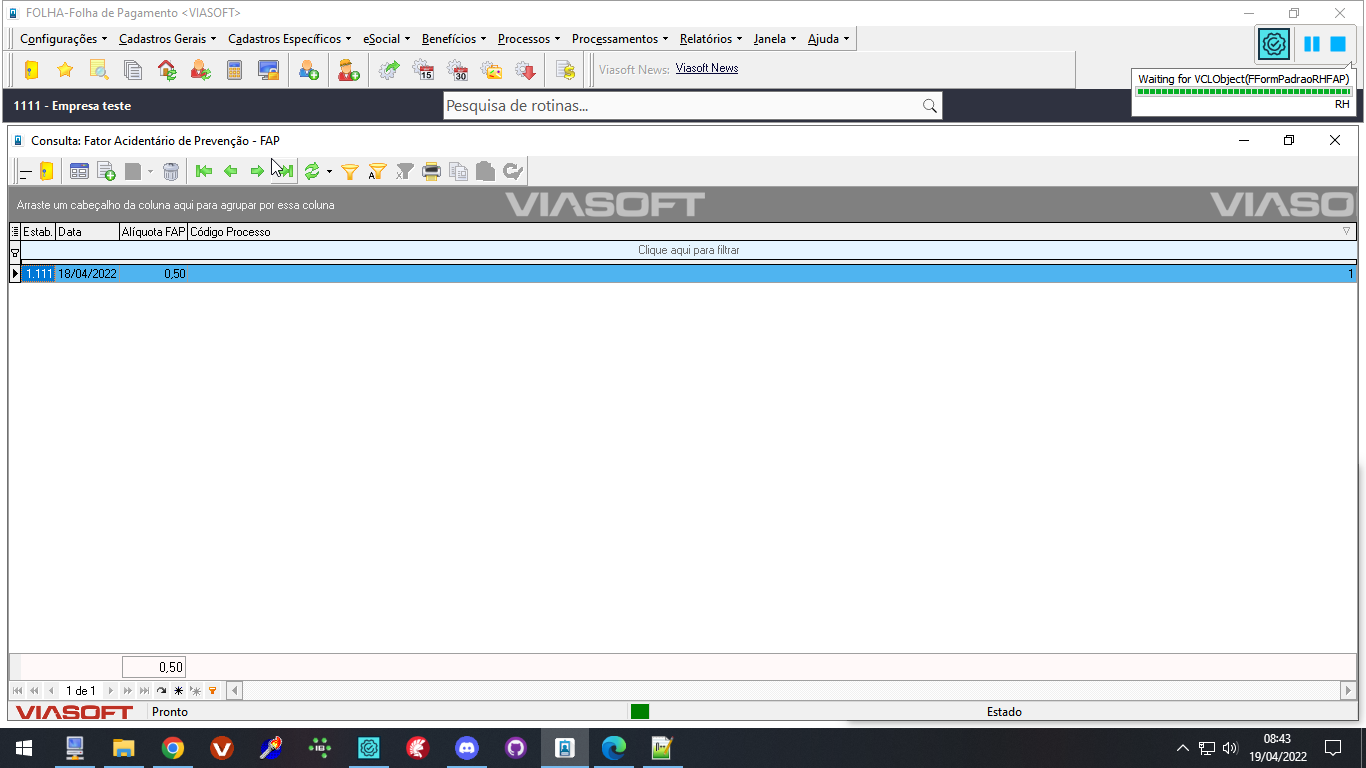 FOLHA-Folha de Pagamento <VIASOFT>
Configurações Cadastros Gerais Cadastros Específicos eSocial Benefícios Processos Processamentos Relatórios Janela Ajuda
15 30 Viasoft News: Viasoft News
Waiting for VCLObject(FFormPadraoRHFAP)
RH
1111 - Empresa teste Pesquisa de rotinas...
Consulta: Fator Acidentário de Prevenção - FAP
Arraste um cabeçalho da coluna aqui para agrupar por essa coluna VIASOFT VIASO
Estab. Data Alíquota FAP Código Processo
Clique aqui para filtrar
1.111 18/04/2022 0,50 1
0,50
1 de 1
VIASOFT Pronto Estado
08:43
19/04/2022